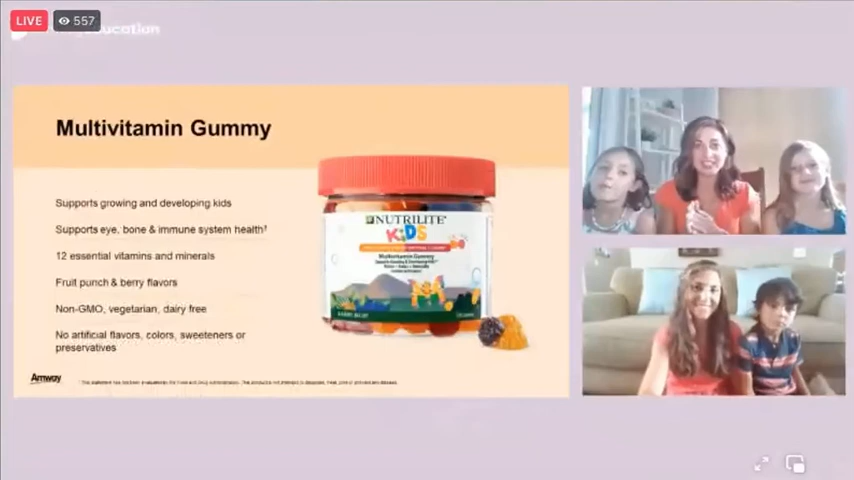 LIVE 557
Multivitamin Gummy
Supports growing and developing kids
Supports eye, bone & immune system health†
12 essential vitamins and minerals
Fruit punch & berry flavors
Non-GMO, vegetarian, dairy free
No artificial flavors, colors, sweeteners or
preservatives
NUTRILITE
KiDS
Multivitamin Gummy
Amway